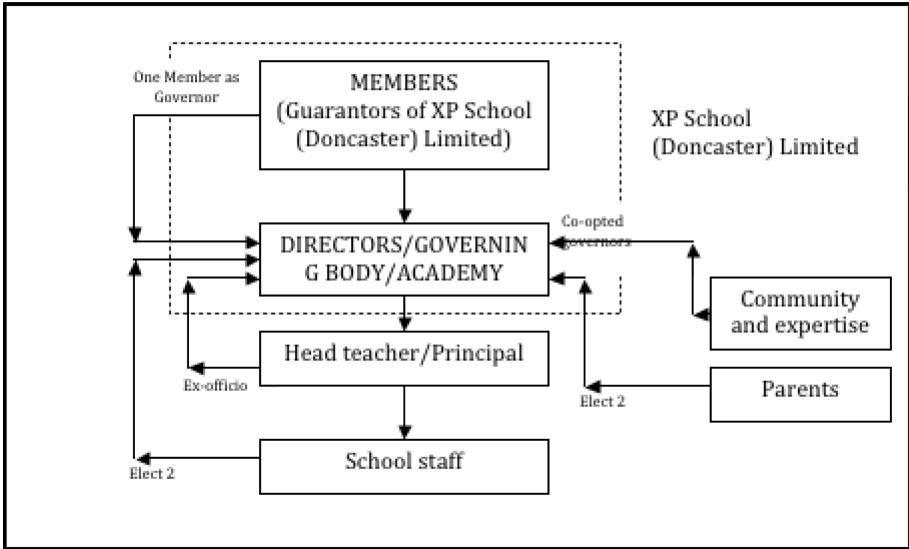 One Member as
Governor
MEMBERS
(Guarantors of XP School
(Doncaster) Limited)
XP School
(Doncaster) Limited
Co-opted
governors
DIRECTORS/GOVERNIN
G BODY/ACADEMY
Community
and expertise
Head teacher/Principal
Ex-officio
Parents
Elect 2
School staff
Elect 2